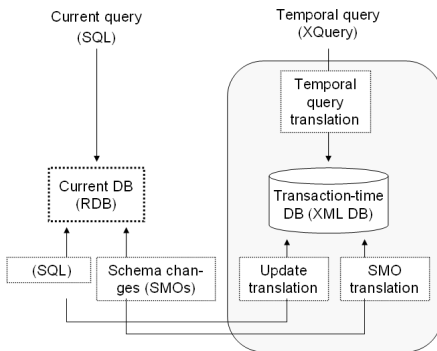 Current query
(SQL)
Temporal query
(XQuery)
Temporal
query
translation
Current DB
(RDB)
Transaction-time
DB (XML DB)
(SQL)
Schema chan-
ges (SMOs)
Update
translation
SMO
translation